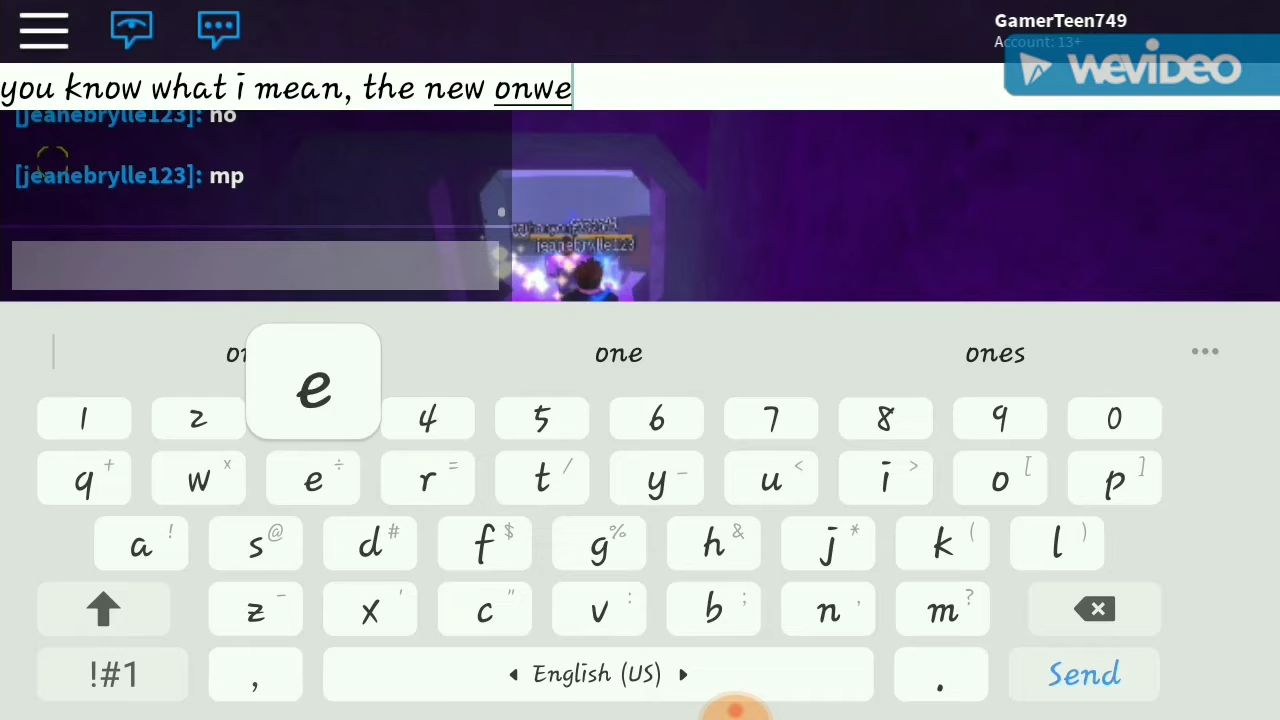 GamerTeen749
Account: 13+
WeVideo
you know what i mean, the new onwe
[jeanebrylle123]: no
[jeanebrylle123]: mp
jeanebrylle123
one ones
e
1 2 4 5 6 7 8 9 0
q + w x e ÷ r = t / y - u < i > o [ p ]
a ! s @ d # f $ g % h & j * k ( l )
z - x ' c " v : b ; n , m ?
!#1 , English (US) . Send